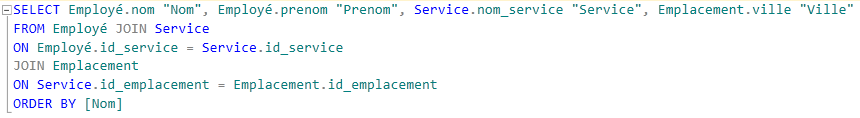 SELECT Employé.nom "Nom", Employé.prenom "Prenom", Service.nom_service "Service", Emplacement.ville "Ville"
FROM Employé JOIN Service
ON Employé.id_service = Service.id_service
JOIN Emplacement
ON Service.id_emplacement = Emplacement.id_emplacement
ORDER BY [Nom]